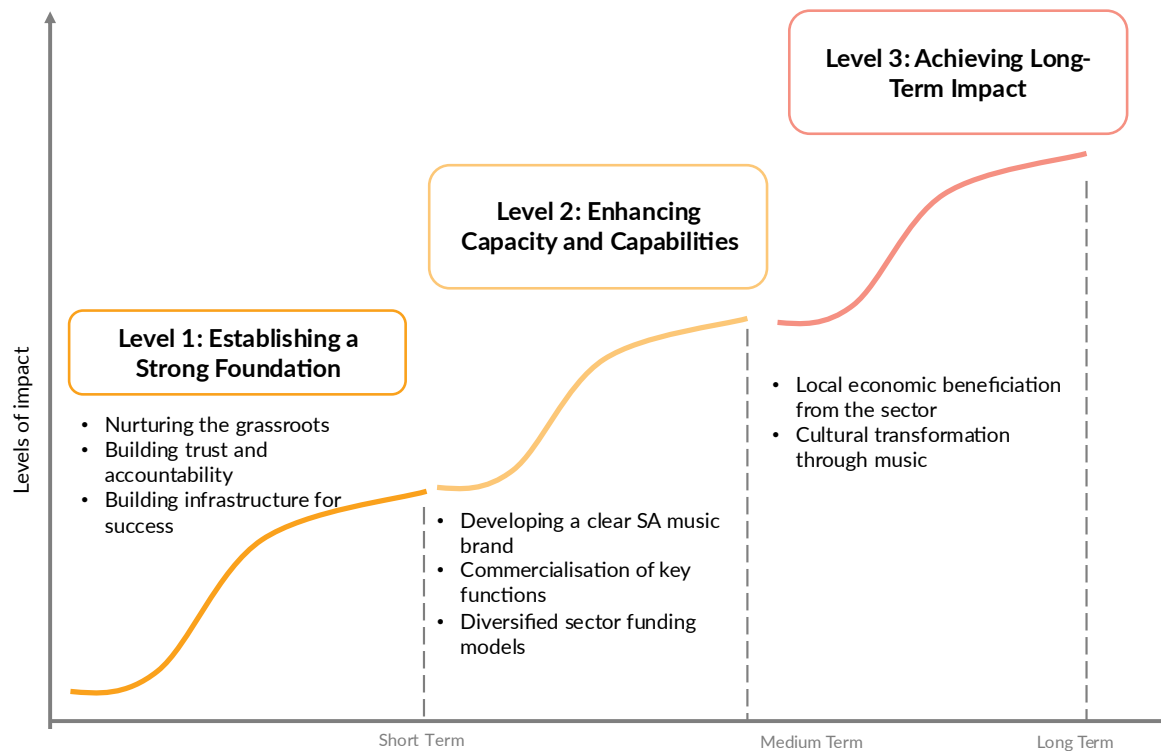 Level 3: Achieving Long-
Term Impact
Level 2: Enhancing
Capacity and Capabilities
Level 1: Establishing a
Strong Foundation
• Nurturing the grassroots
• Building trust and
accountability
• Building infrastructure for
success
• Developing a clear SA music
brand
• Commercialisation of key
functions
• Diversified sector funding
models
• Local economic beneficiation
from the sector
• Cultural transformation
through music
Levels of impact
Short Term
Medium Term
Long Term